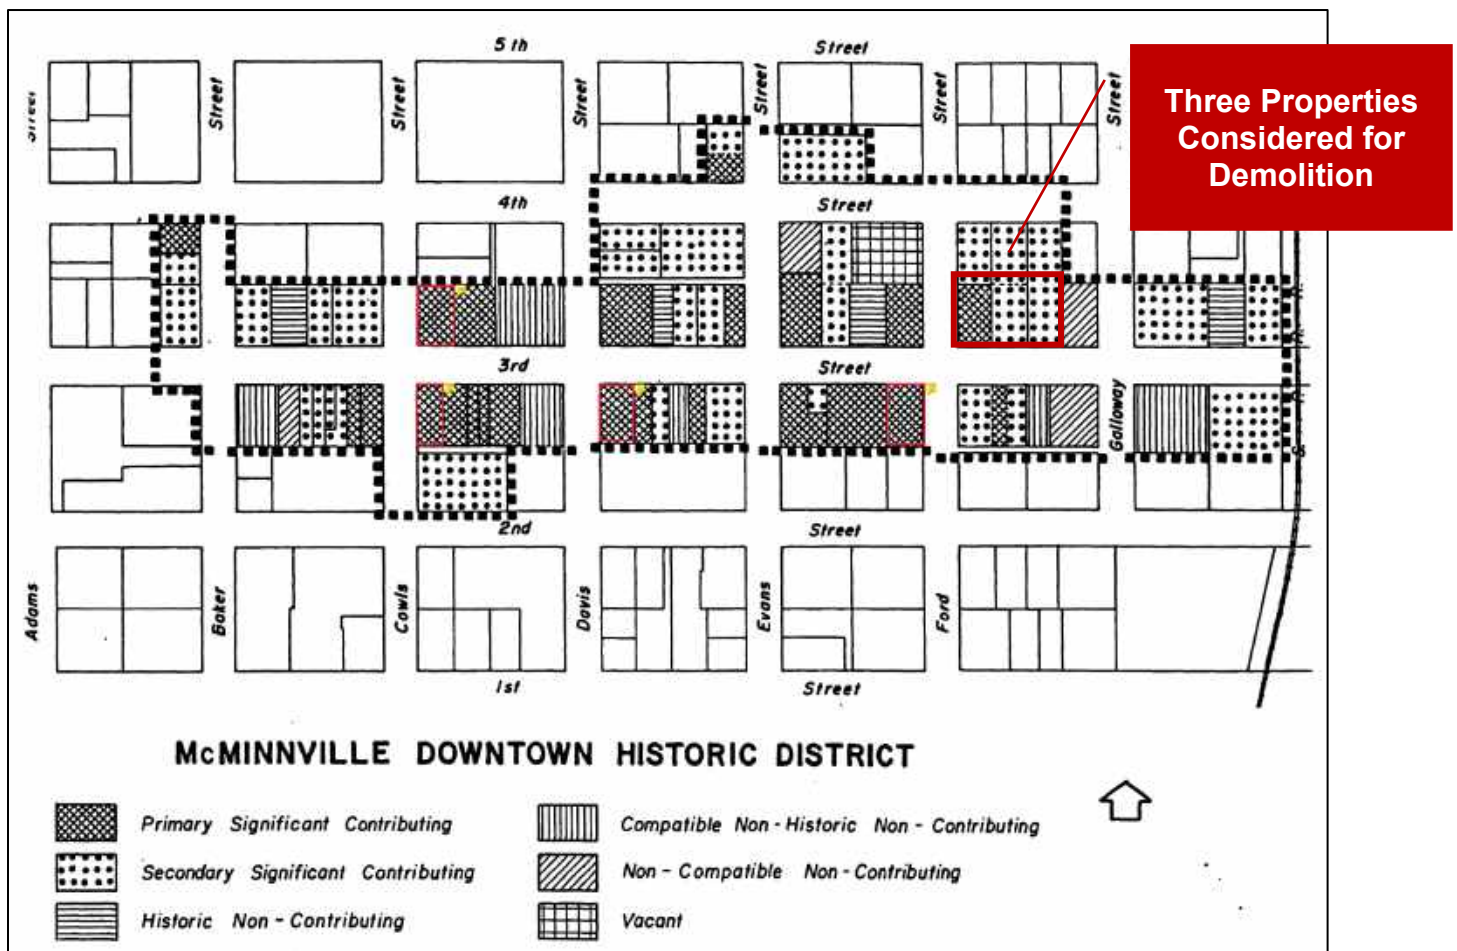 5th
Street
Street
Street
Street
Street
Street
Street
Street
Three Properties
Considered for
Demolition
4th
Street
3rd
Street
Galloway
2nd
Street
Adams
Baker
Cowls
Davis
Evans
Ford
1st
Street
McMINNVILLE DOWNTOWN HISTORIC DISTRICT
Primary Significant Contributing
Compatible Non-Historic Non-Contributing
Secondary Significant Contributing
Non-Compatible Non-Contributing
Historic Non-Contributing
Vacant